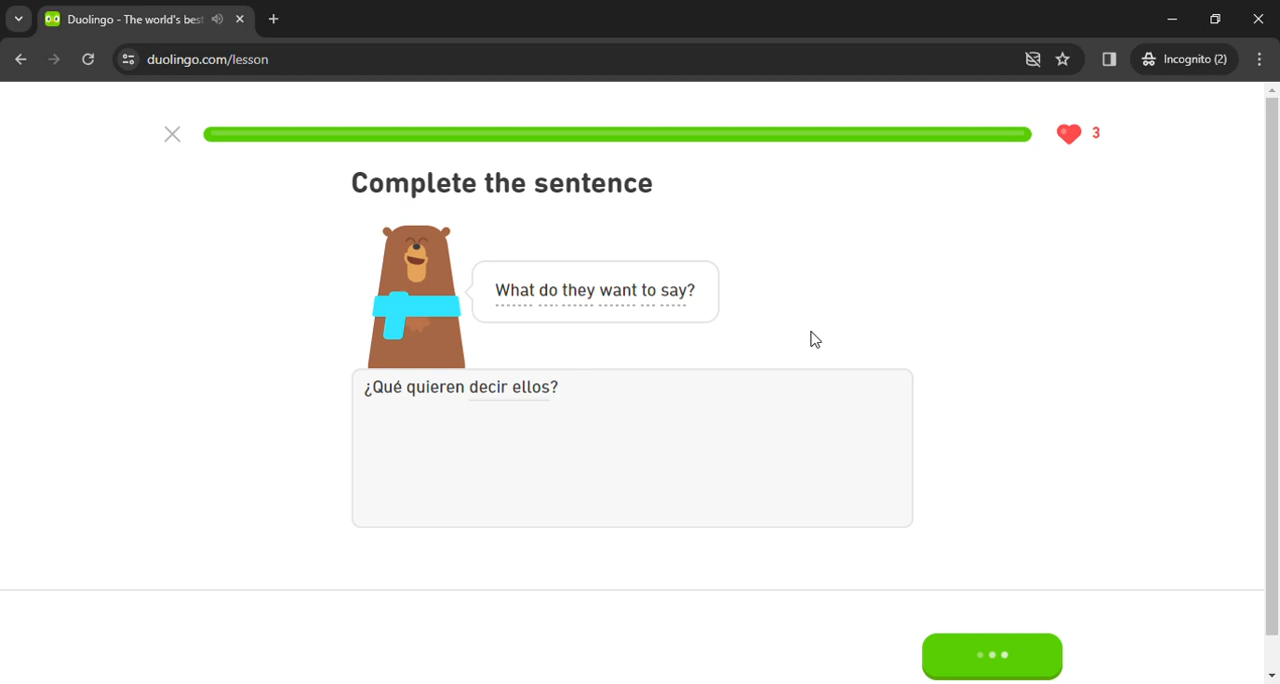 Duolingo - The world's best
duolingo.com/lesson
Incognito (2)
3
Complete the sentence
What do they want to say?
¿Qué quieren decir ellos?